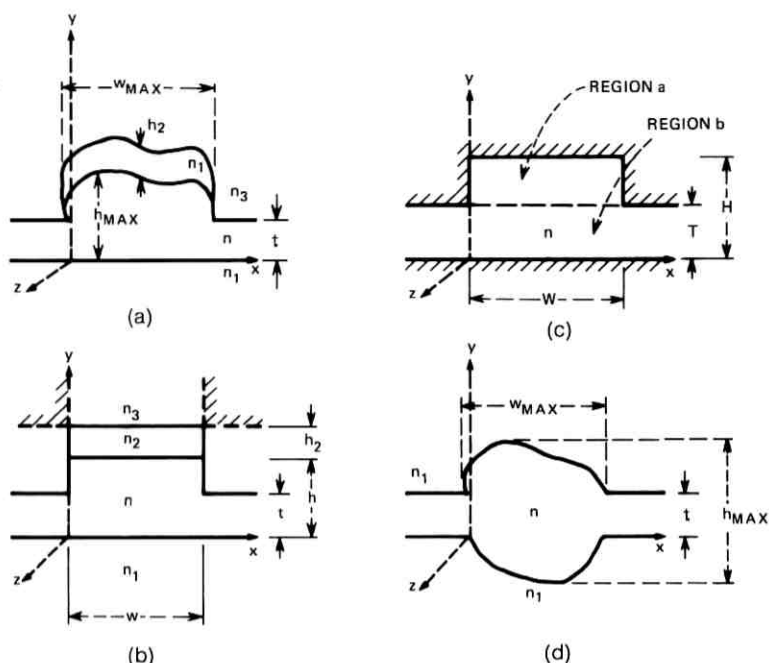 y
w_MAX
h_2
n_1
n_3
h_MAX
n
t
z
n_1
x
(a)
y
REGION a
REGION b
n
T
H
z
W
x
(c)
y
n_3
n_2
h_2
n
h
t
x
z
n_1
w
(b)
y
w_MAX
n_1
n
t
h_MAX
x
z
n_1
(d)